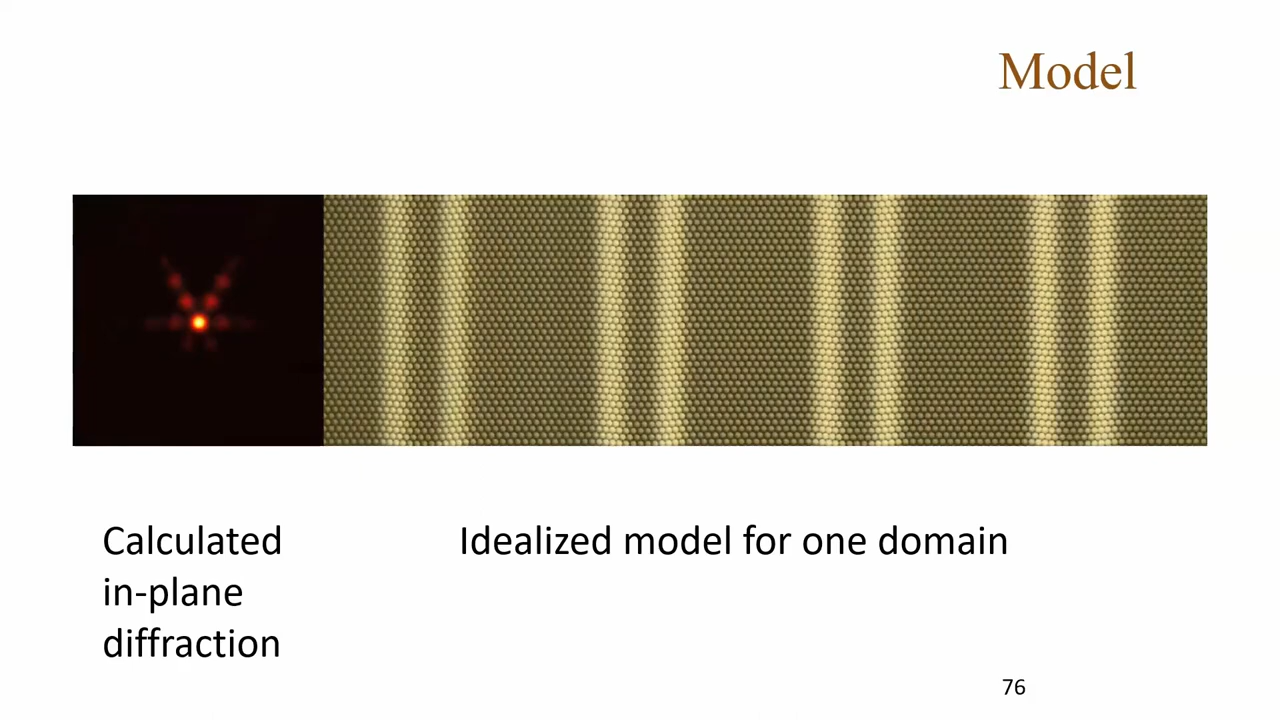 Model
Calculated
in-plane
diffraction
Idealized model for one domain
76